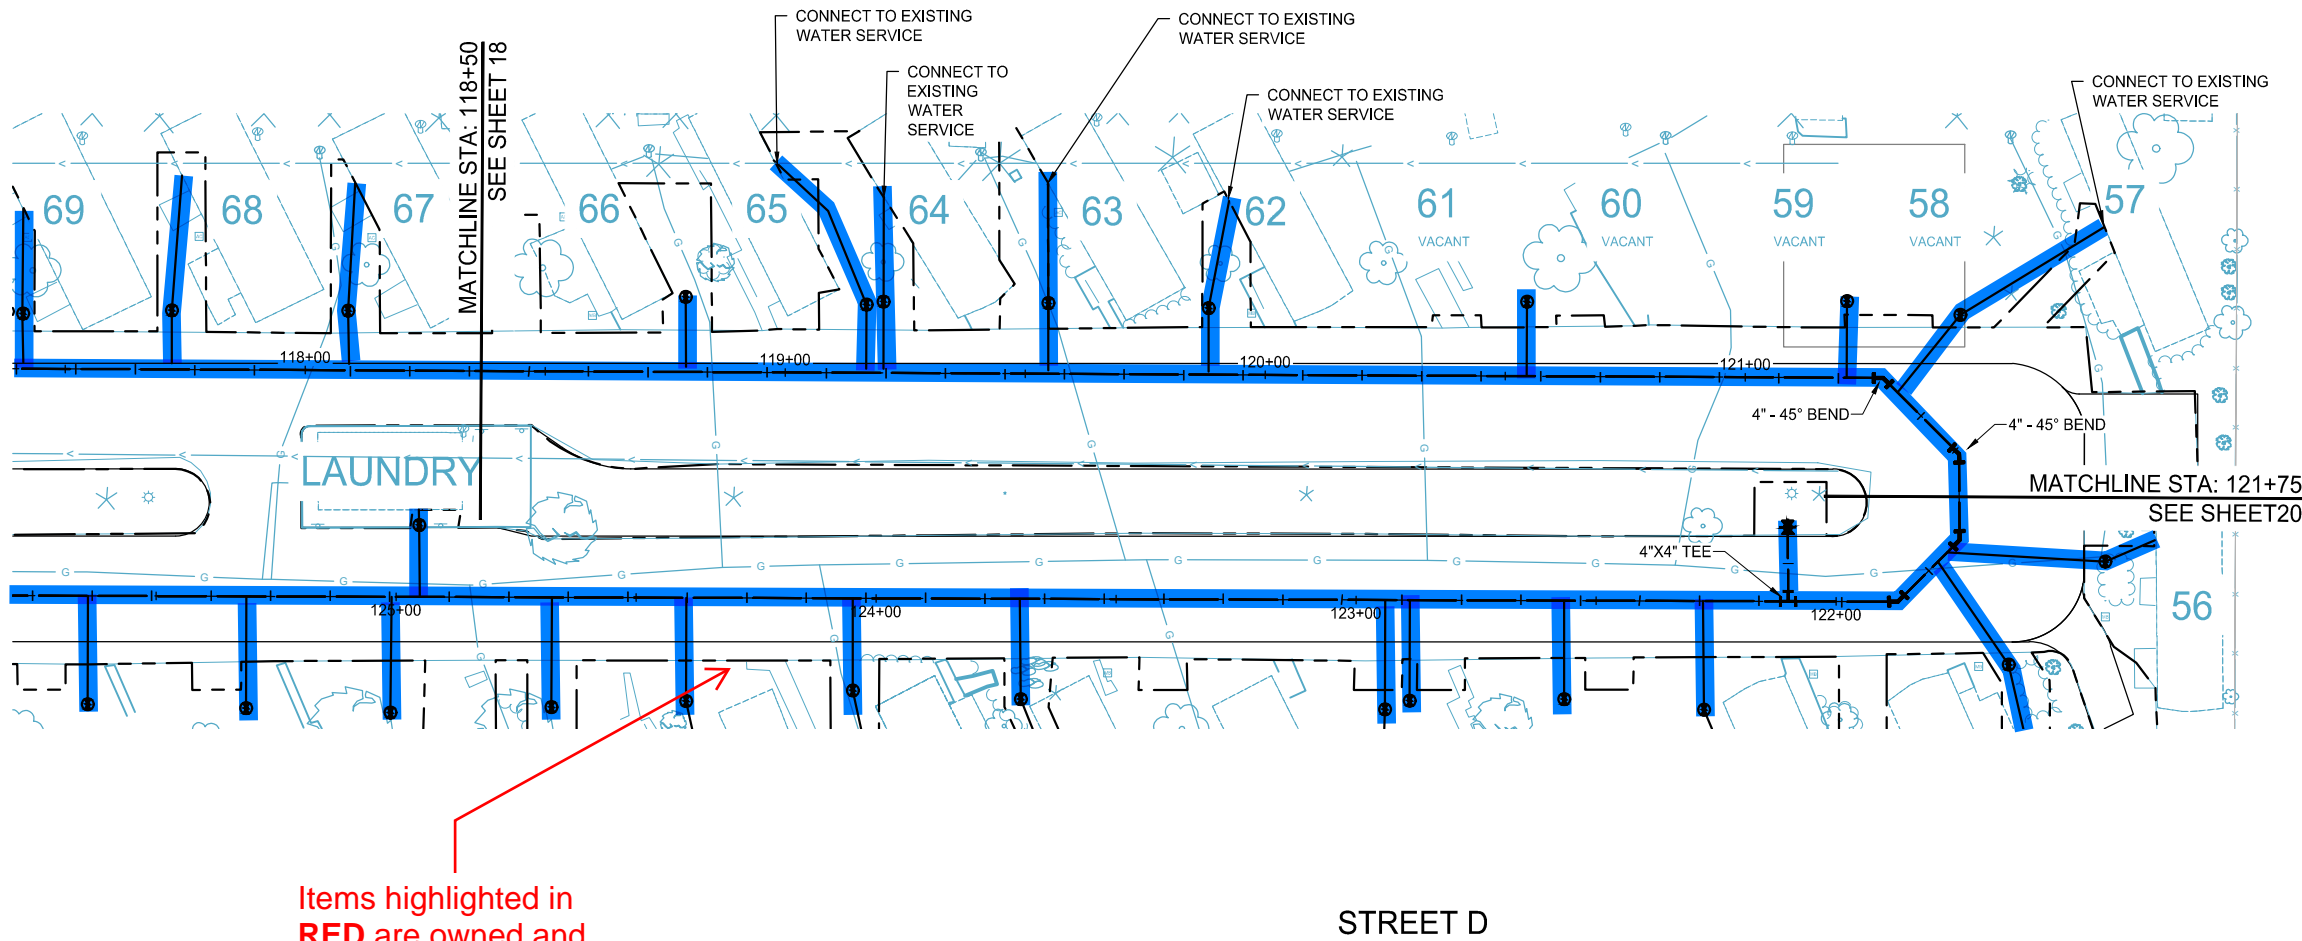 CONNECT TO EXISTING
WATER SERVICE
CONNECT TO EXISTING
WATER SERVICE
MATCHLINE STA: 118+50
SEE SHEET 18
CONNECT TO
EXISTING
WATER
SERVICE
CONNECT TO EXISTING
WATER SERVICE
CONNECT TO EXISTING
WATER SERVICE
69
68
67
66
65
64
63
62
61
VACANT
60
VACANT
59
VACANT
58
VACANT
57
118+00
119+00
120+00
121+00
4" - 45° BEND
4" - 45° BEND
LAUNDRY
MATCHLINE STA: 121+75
SEE SHEET20
4"X4" TEE
125+00
124+00
123+00
122+00
56
Items highlighted in
RED are owned and
STREET D